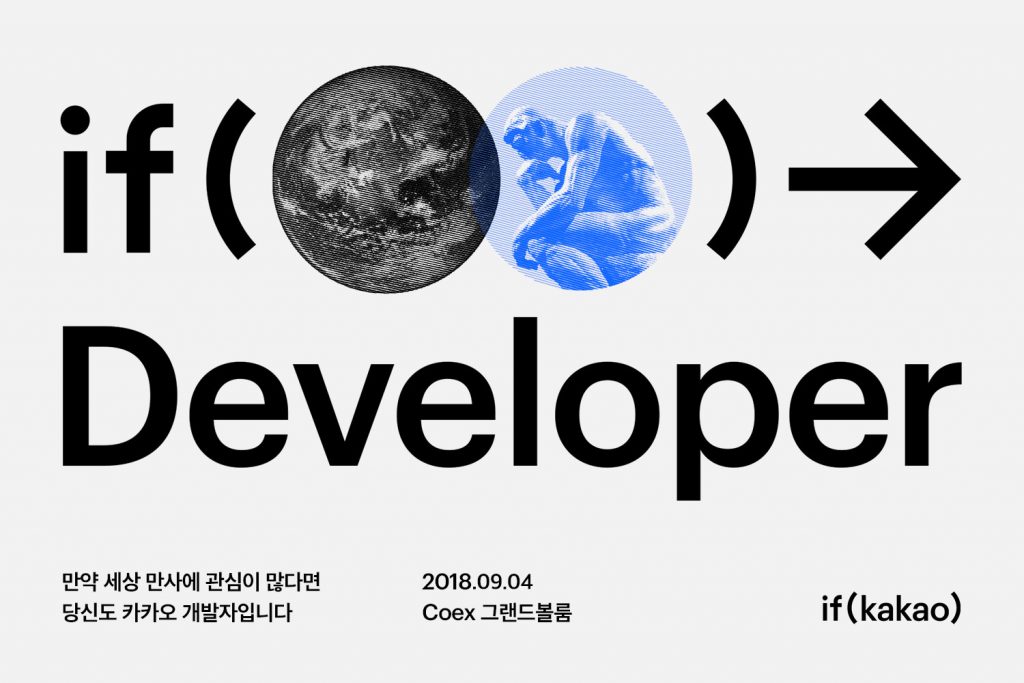 if( )→
Developer
만약 세상 만사에 관심이 많다면
당신도 카카오 개발자입니다
2018.09.04
Coex 그랜드볼룸
if(kakao)